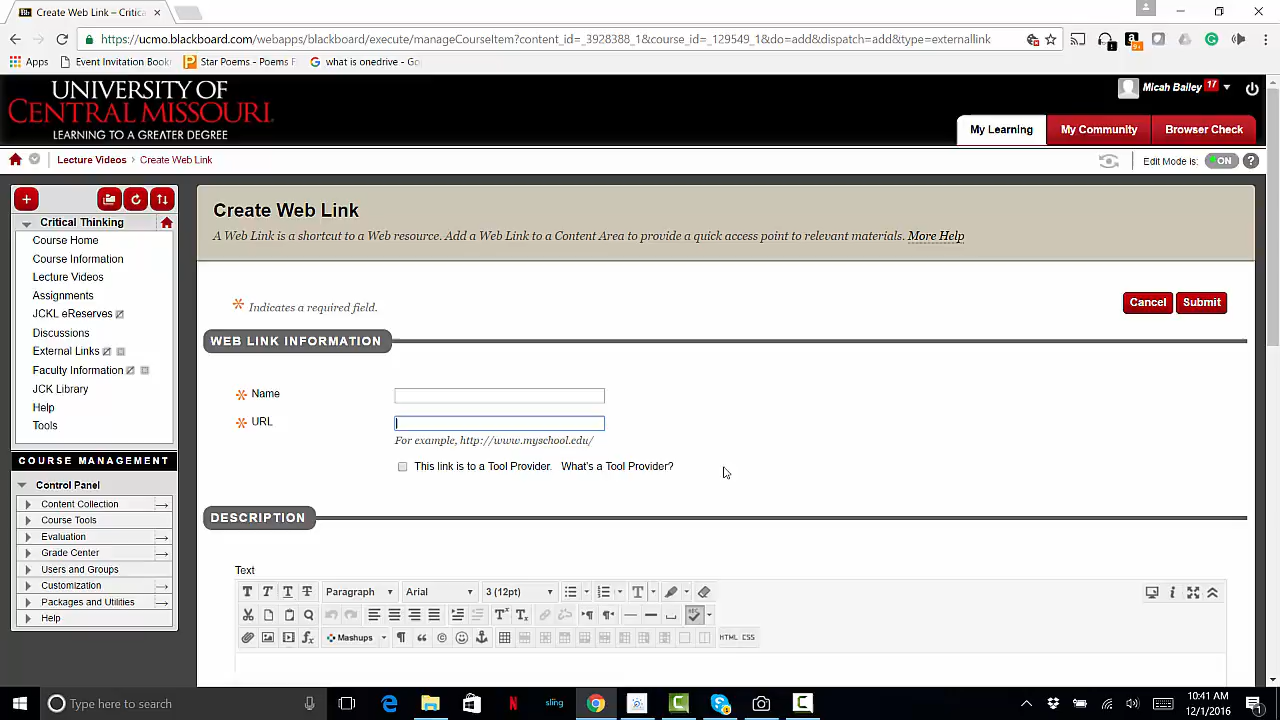 Create Web Link – Critica
https://ucmo.blackboard.com/webapps/blackboard/execute/manageCourseItem?content_id=_3928388_1&course_id=_129549_1&do=add&dispatch=add&type=externallink
Apps
Event Invitation Book
Star Poems - Poems F
what is onedrive - Go
UNIVERSITY OF
CENTRAL MISSOURI.
LEARNING TO A GREATER DEGREE
Micah Bailey 17
My Learning
My Community
Browser Check
Lecture Videos > Create Web Link
Edit Mode is: ON ?
Critical Thinking
Course Home
Course Information
Lecture Videos
Assignments
JCKL eReserves
Discussions
External Links
Faculty Information
JCK Library
Help
Tools
COURSE MANAGEMENT
Control Panel
Content Collection
Course Tools
Evaluation
Grade Center
Users and Groups
Customization
Packages and Utilities
Help
Create Web Link
A Web Link is a shortcut to a Web resource. Add a Web Link to a Content Area to provide a quick access point to relevant materials. More Help
Indicates a required field.
Cancel
Submit
WEB LINK INFORMATION
Name
URL
For example, http://www.myschool.edu/
This link is to a Tool Provider. What's a Tool Provider?
DESCRIPTION
Text
Paragraph
Arial
3 (12pt)
Mashups
HTML CSS
Type here to search
sling
10:41 AM
12/1/2016